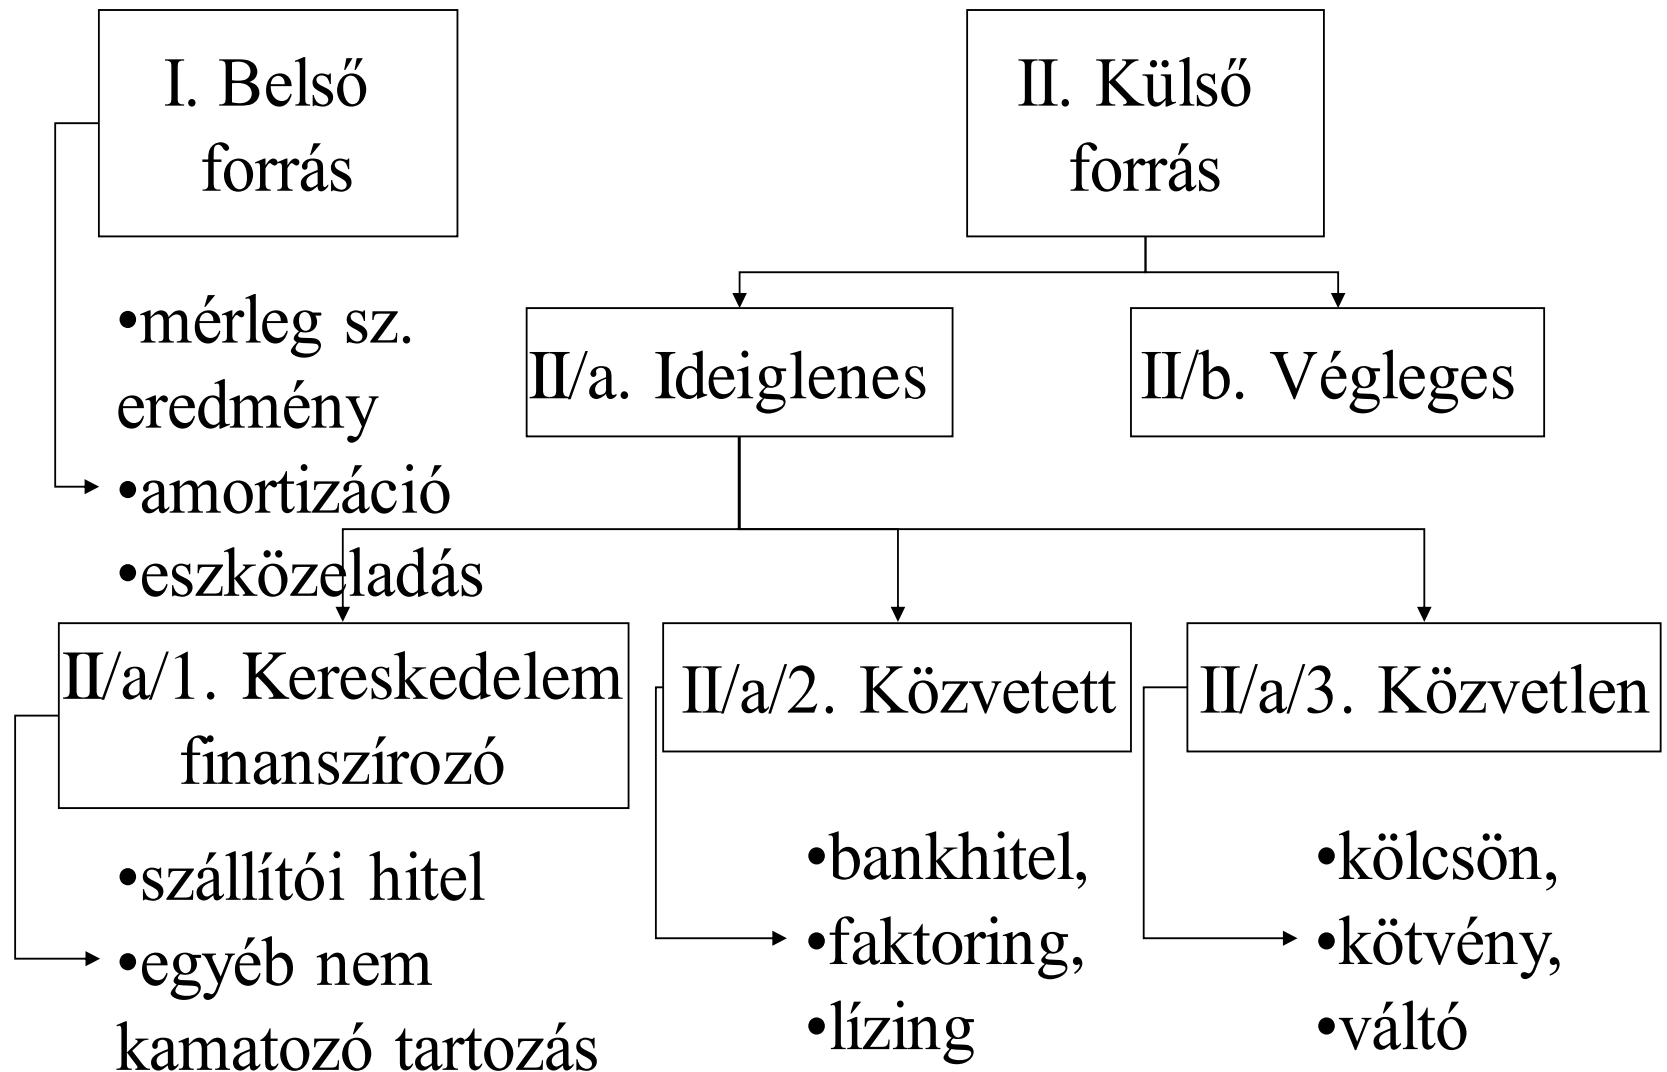 I. Belső
forrás
II. Külső
forrás
•mérleg sz.
eredmény
•amortizáció
•eszközeladás
II/a. Ideiglenes
II/b. Végleges
II/a/1. Kereskedelem
finanszírozó
•szállítói hitel
•egyéb nem
kamatozó tartozás
II/a/2. Közvetett
•bankhitel,
•faktoring,
•lízing
II/a/3. Közvetlen
•kölcsön,
•kötvény,
•váltó